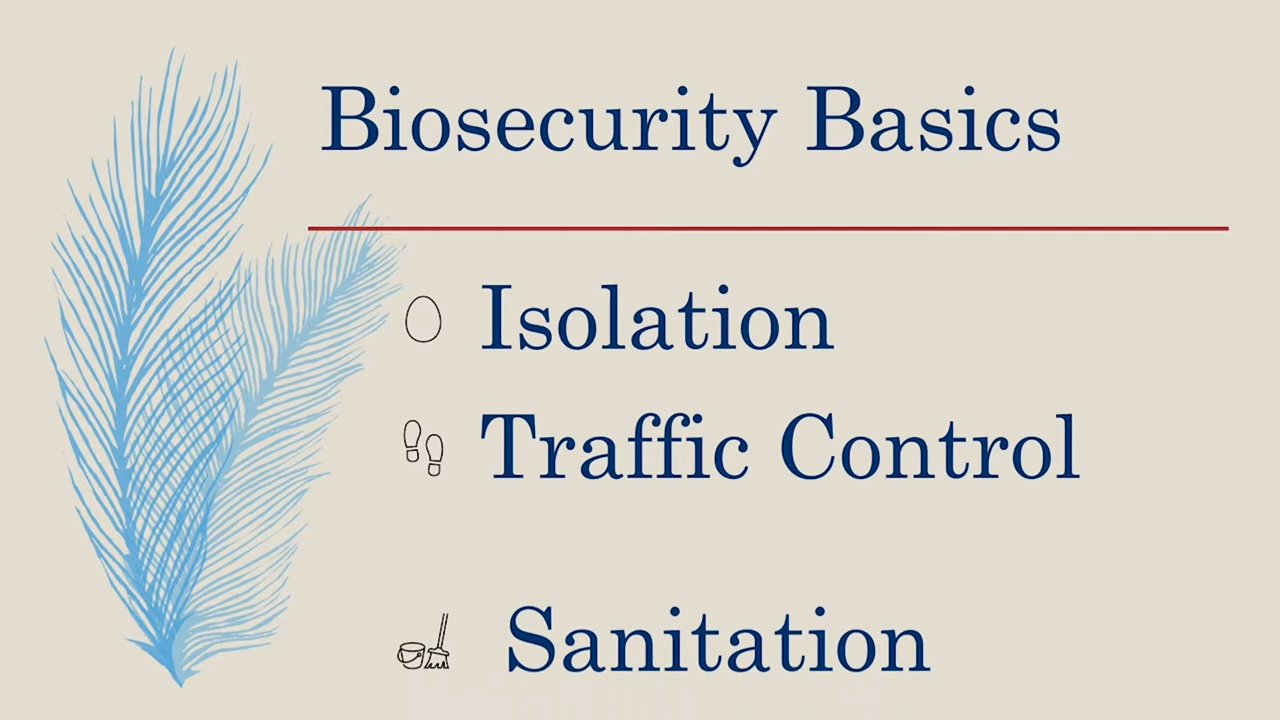 Biosecurity Basics
Isolation
Traffic Control
Sanitation